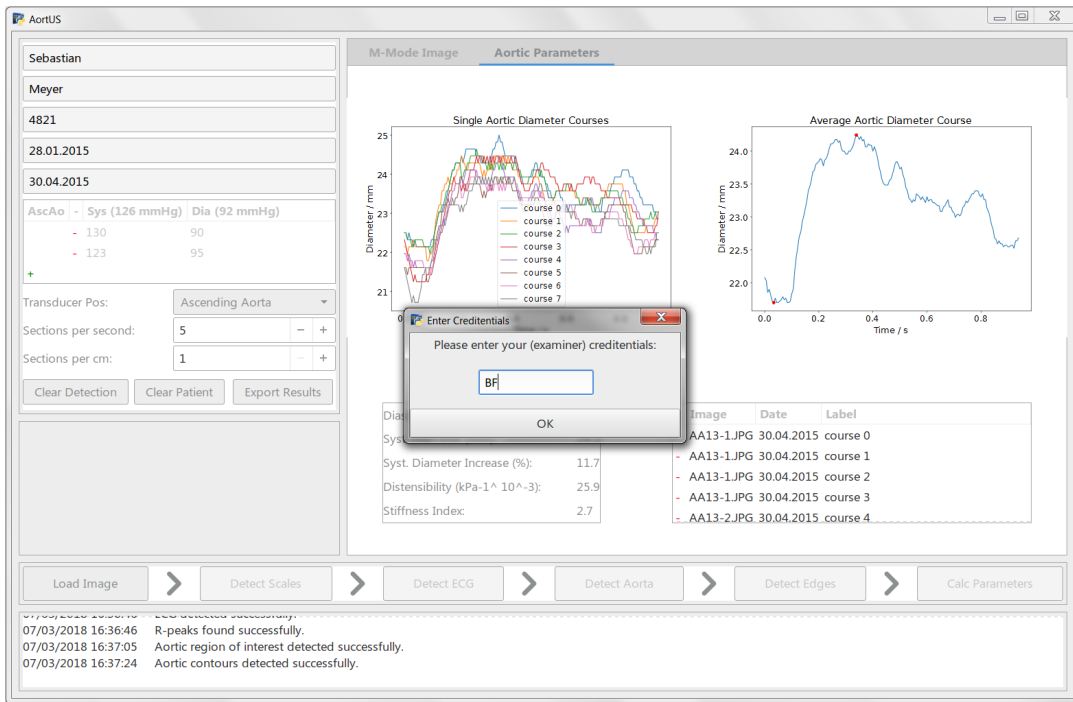 AortUS
Sebastian
Meyer
4821
28.01.2015
30.04.2015
AscAo - Sys (126 mmHg) Dia (92 mmHg)
- 130 90
- 123 95
+
Transducer Pos: Ascending Aorta
Sections per second: 5 - +
Sections per cm: 1 - +
Clear Detection Clear Patient Export Results
M-Mode Image Aortic Parameters
Single Aortic Diameter Courses
Diameter / mm
25
24
23
22
21
course 0
course 1
course 2
course 3
course 4
course 5
course 6
course 7
Average Aortic Diameter Course
Diameter / mm
24.0
23.5
23.0
22.5
22.0
0.0 0.2 0.4 0.6 0.8
Time / s
Enter Creditentials
Please enter your (examiner) creditentials:
BF
OK
Syst. Diameter Increase (%): 11.7
Distensibility (kPa-1^ 10^-3): 25.9
Stiffness Index: 2.7
Image Date Label
AA13-1.JPG 30.04.2015 course 0
- AA13-1.JPG 30.04.2015 course 1
- AA13-1.JPG 30.04.2015 course 2
- AA13-1.JPG 30.04.2015 course 3
- AA13-2.JPG 30.04.2015 course 4
Load Image Detect Scales Detect ECG Detect Aorta Detect Edges Calc Parameters
07/03/2018 16:36:46 R-peaks found successfully.
07/03/2018 16:37:05 Aortic region of interest detected successfully.
07/03/2018 16:37:24 Aortic contours detected successfully.